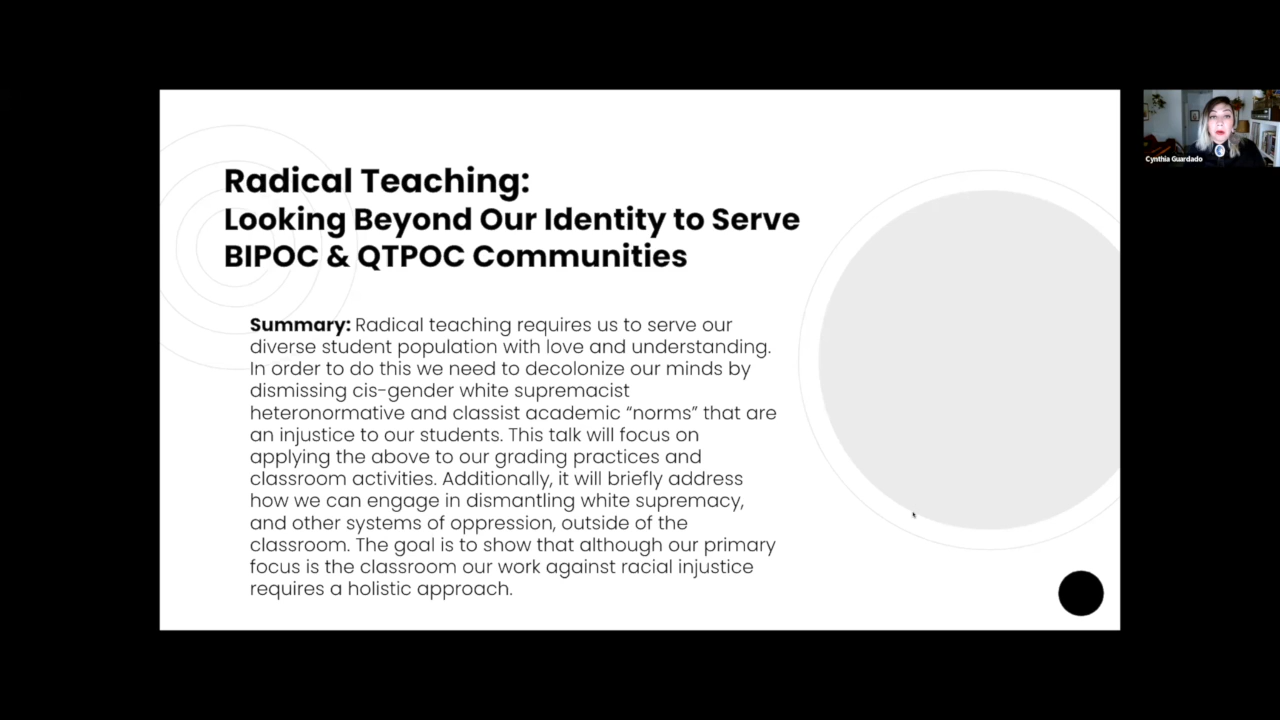 Radical Teaching:
Looking Beyond Our Identity to Serve
BIPOC & QTPOC Communities
Summary: Radical teaching requires us to serve our
diverse student population with love and understanding.
In order to do this we need to decolonize our minds by
dismissing cis-gender white supremacist
heteronormative and classist academic “norms” that are
an injustice to our students. This talk will focus on
applying the above to our grading practices and
classroom activities. Additionally, it will briefly address
how we can engage in dismantling white supremacy,
and other systems of oppression, outside of the
classroom. The goal is to show that although our primary
focus is the classroom our work against racial injustice
requires a holistic approach.
Cynthia Guardado